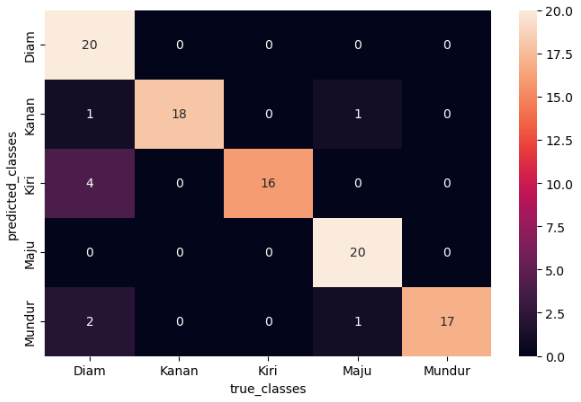 20.0
Diam 20 0 0 0 0
17.5
15.0
Kanan 1 18 0 1 0
12.5
predicted_classes
Kiri 4 0 16 0 0
10.0
7.5
Maju 0 0 0 20 0
5.0
Mundur 2 0 0 1 17
2.5
0.0
Diam Kanan Kiri Maju Mundur
true_classes